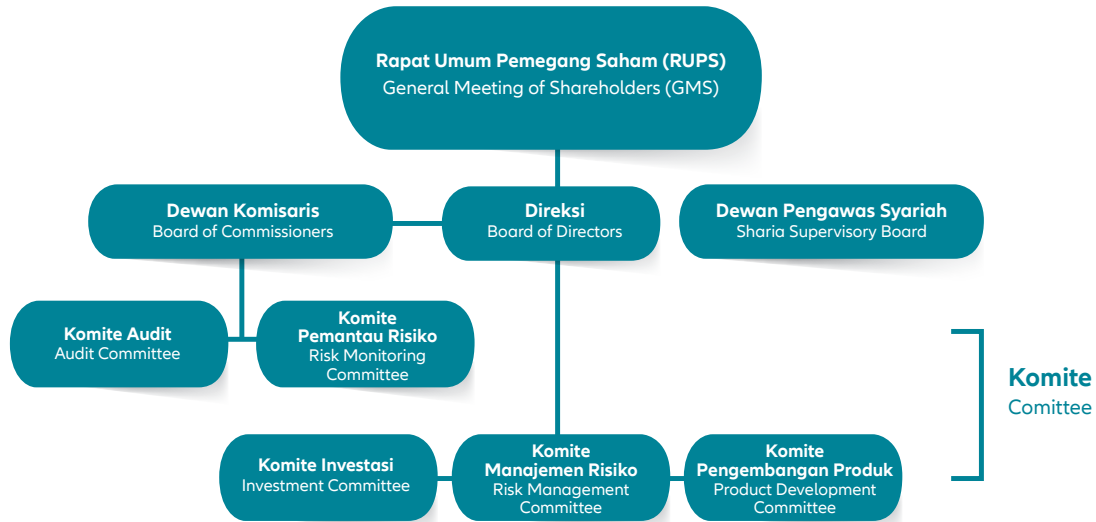 Rapat Umum Pemegang Saham (RUPS)
General Meeting of Shareholders (GMS)
Dewan Komisaris
Board of Commissioners
Direksi
Board of Directors
Dewan Pengawas Syariah
Sharia Supervisory Board
Komite Audit
Audit Committee
Komite
Pemantau Risiko
Risk Monitoring
Committee
Komite
Comittee
Komite Investasi
Investment Committee
Komite
Manajemen Risiko
Risk Management
Committee
Komite
Pengembangan Produk
Product Development
Committee